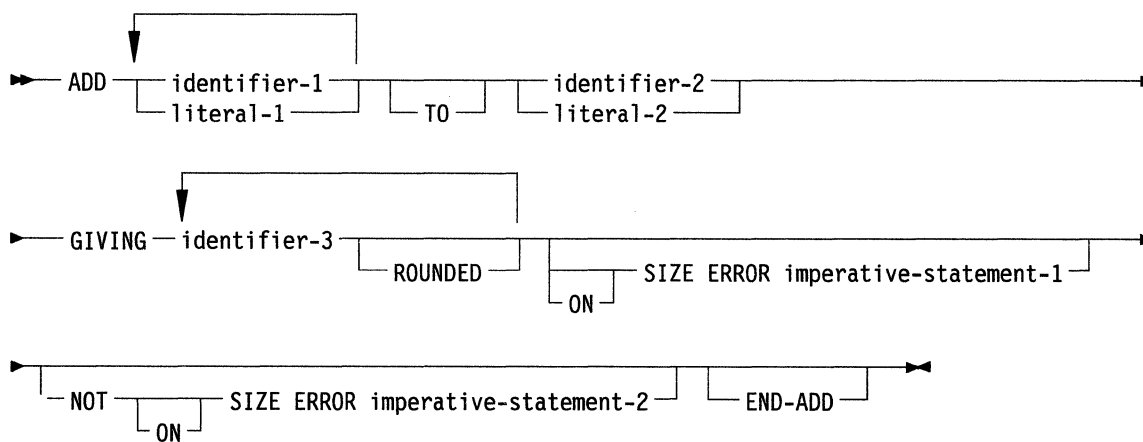 ADD identifier-1 TO identifier-2
literal-1 literal-2
GIVING identifier-3 ROUNDED ON SIZE ERROR imperative-statement-1
NOT ON SIZE ERROR imperative-statement-2 END-ADD